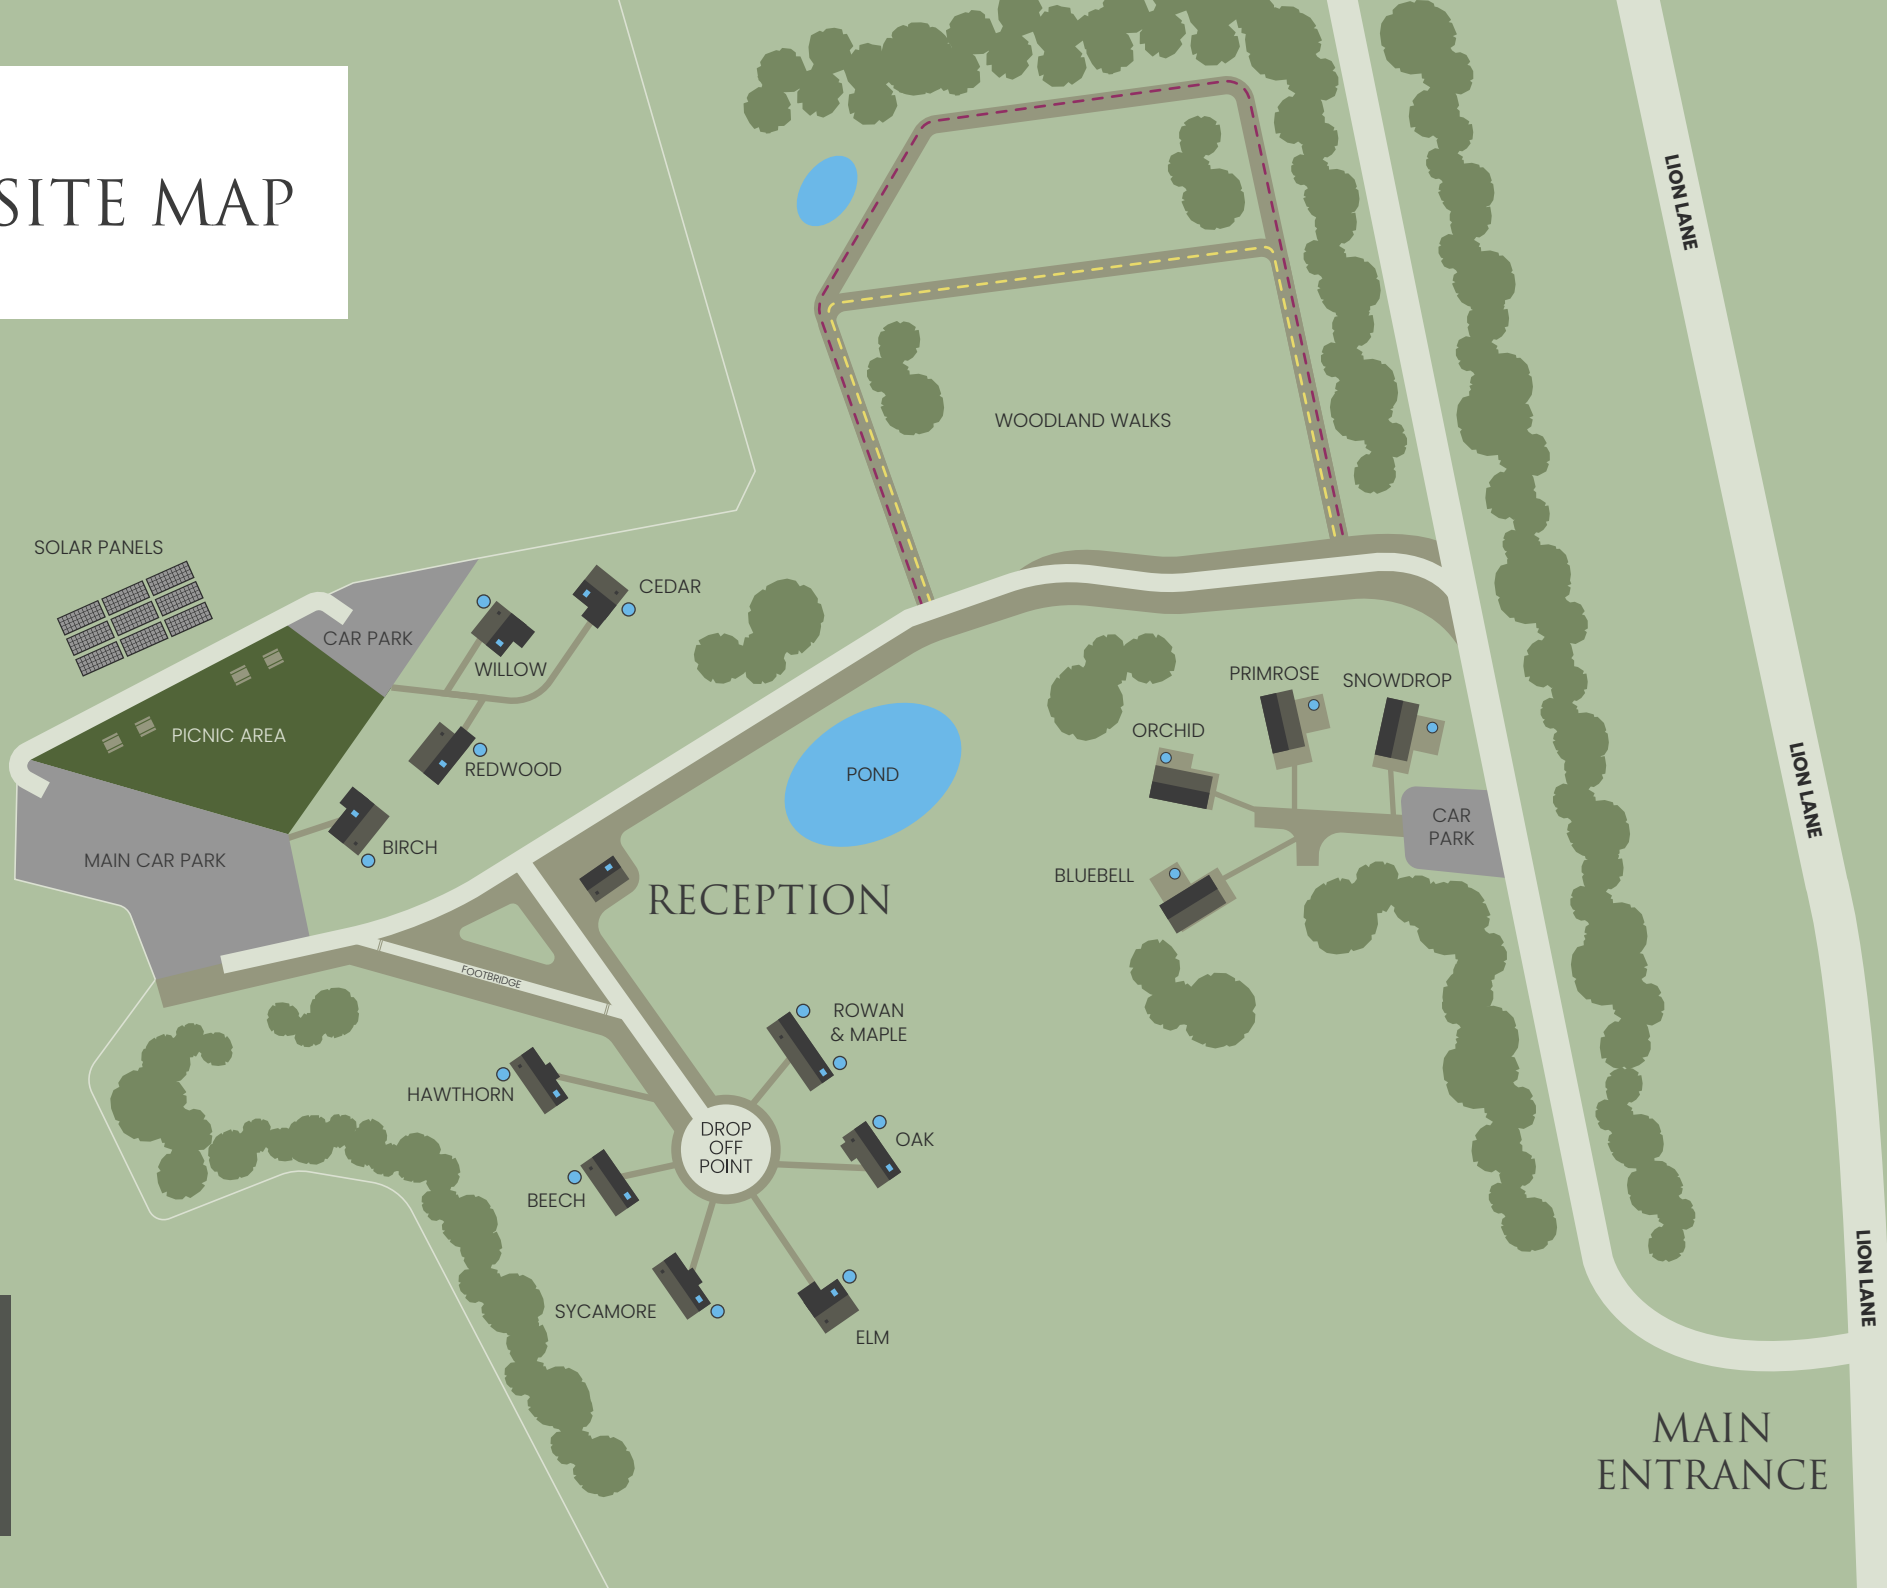 SITE MAP
LION LANE
WOODLAND WALKS
SOLAR PANELS
CEDAR
CAR PARK
WILLOW
PICNIC AREA
REDWOOD
PRIMROSE
SNOWDROP
ORCHID
POND
LION LANE
CAR
PARK
BIRCH
MAIN CAR PARK
BLUEBELL
RECEPTION
FOOTBRIDGE
ROWAN
& MAPLE
HAWTHORN
DROP
OFF
POINT
OAK
BEECH
LION LANE
SYCAMORE
ELM
MAIN
ENTRANCE